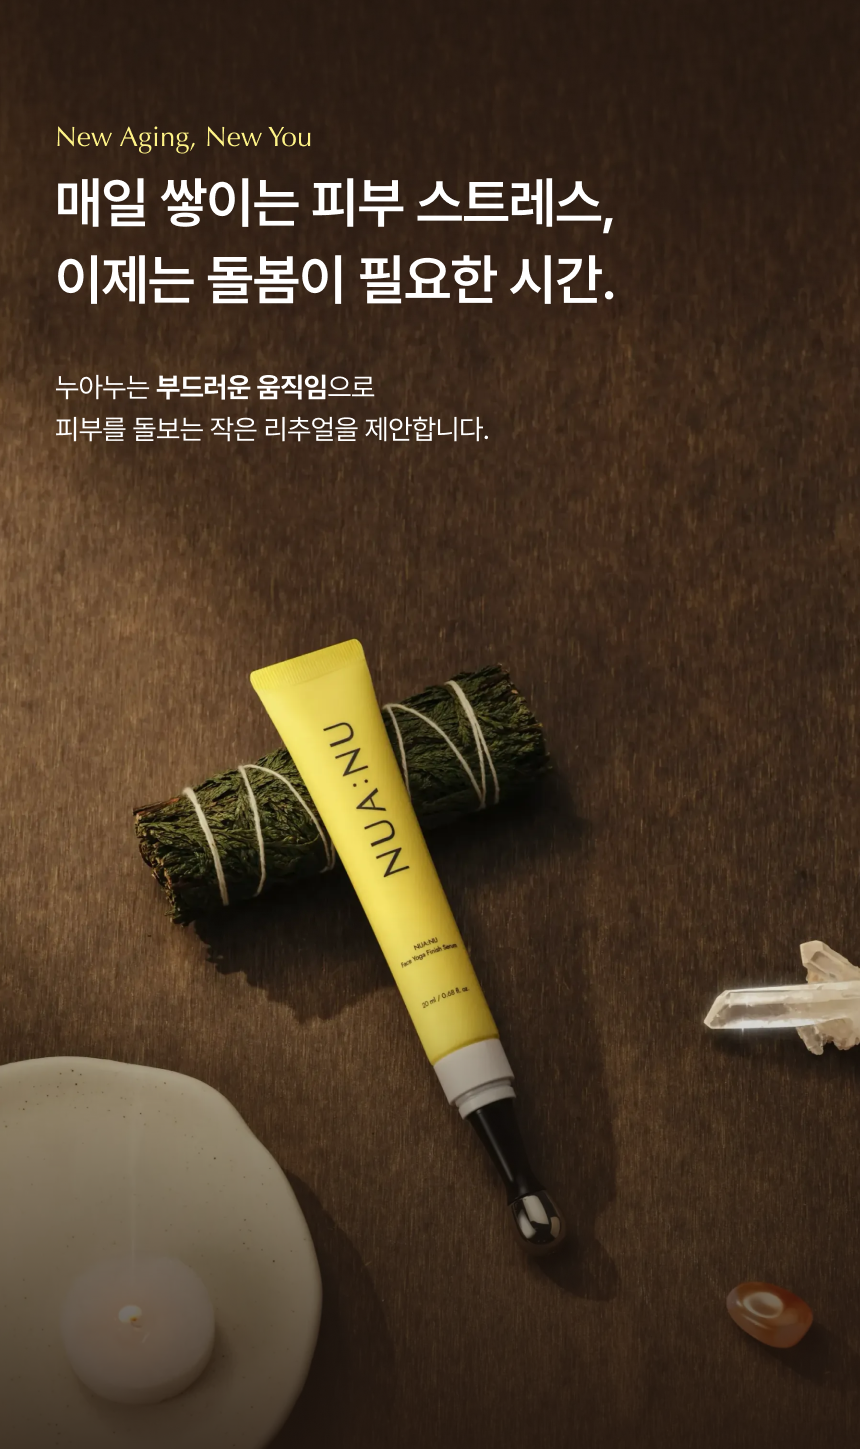 New Aging, New You
매일 쌓이는 피부 스트레스,
이제는 돌봄이 필요한 시간.
누아누는 부드러운 움직임으로
피부를 돌보는 작은 리추얼을 제안합니다.
NUA:NU
NUA:NU
Face Yoga Finish Serum
20 ml / 0.68 fl. oz.